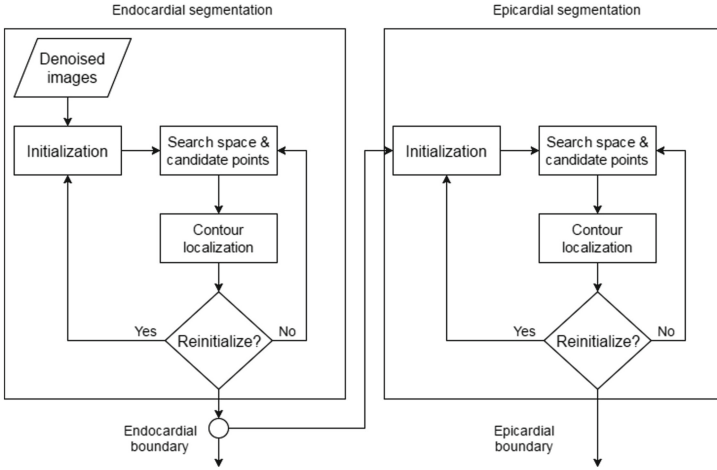 Endocardial segmentation
Denoised
images
Initialization
Search space &
candidate points
Contour
localization
Reinitialize?
Yes
No
Endocardial
boundary
Epicardial segmentation
Initialization
Search space &
candidate points
Contour
localization
Reinitialize?
Yes
No
Epicardial
boundary